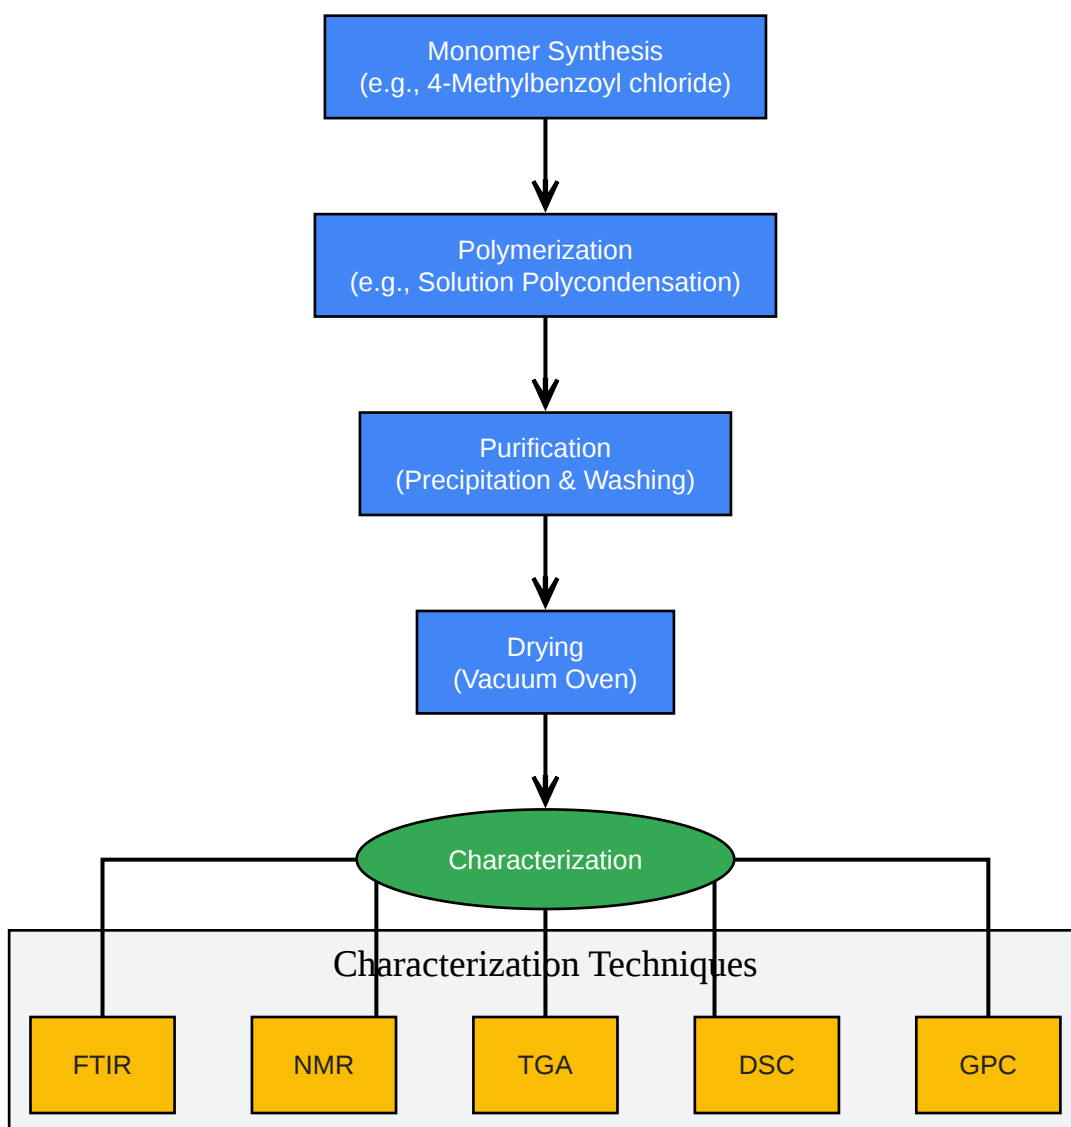 Monomer Synthesis
(e.g., 4-Methylbenzoyl chloride)
Polymerization
(e.g., Solution Polycondensation)
Purification
(Precipitation & Washing)
Drying
(Vacuum Oven)
Characterization
Characterization Techniques
FTIR
NMR
TGA
DSC
GPC